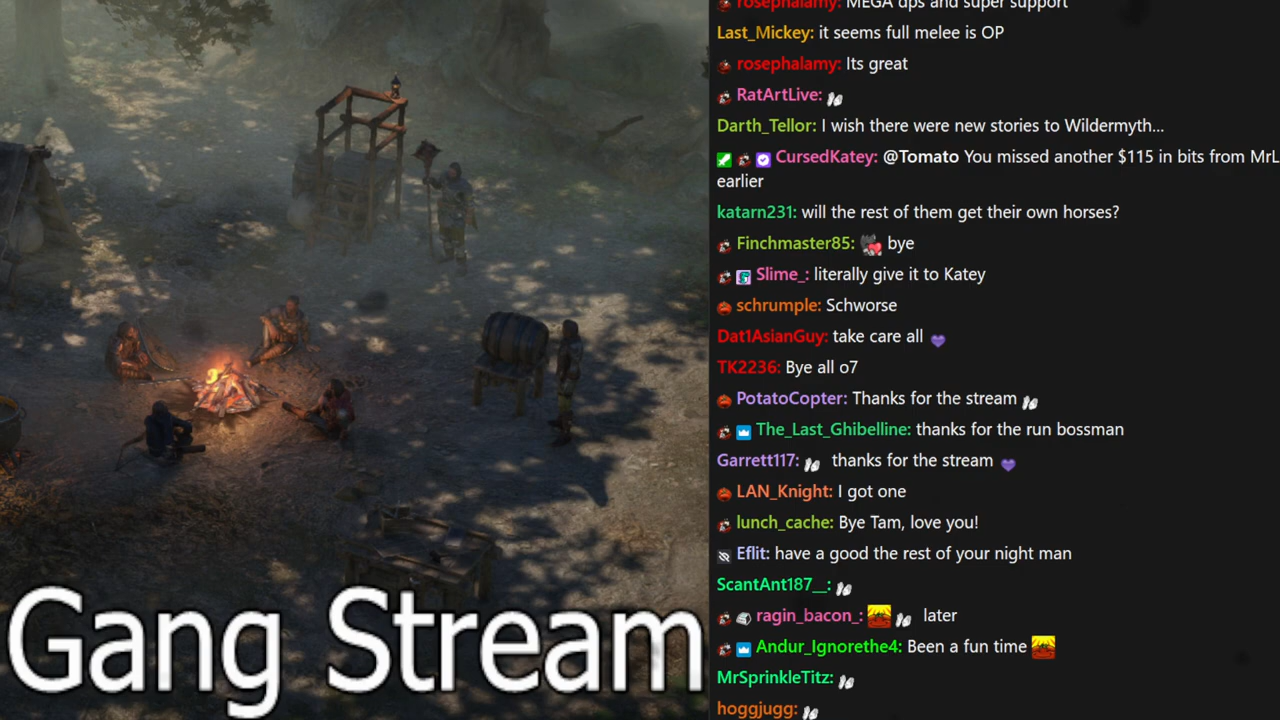 rosephalamy: MEGA dps and super support
Last_Mickey: it seems full melee is OP
rosephalamy: Its great
RatArtLive:
Darth_Tellor: I wish there were new stories to Wildermyth...
CursedKatey: @Tomato You missed another $115 in bits from MrL
earlier
katarn231: will the rest of them get their own horses?
Finchmaster85: bye
Slime_: literally give it to Katey
schrumple: Schworse
Dat1AsianGuy: take care all
TK2236: Bye all o7
PotatoCopter: Thanks for the stream
The_Last_Ghibelline: thanks for the run bossman
Garrett117: thanks for the stream
LAN_Knight: I got one
lunch_cache: Bye Tam, love you!
Eflit: have a good the rest of your night man
ScantAnt187__:
ragin_bacon_: later
Andur_Ignorethe4: Been a fun time
MrSprinkleTitz:
hoggjugg:
Gang Stream